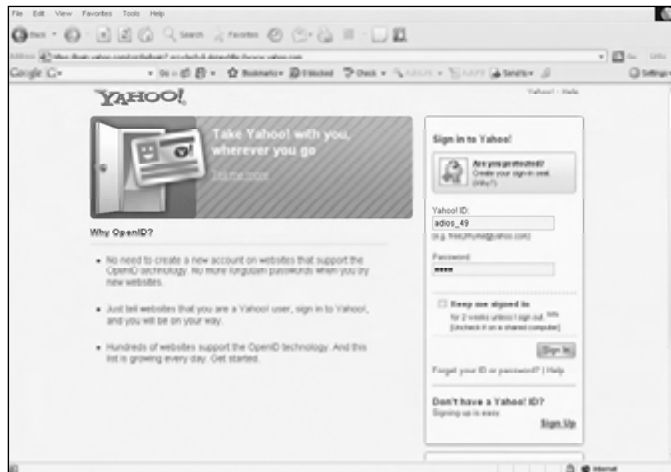 File Edit View Favorites Tools Help
Back Search Favorites
Google Go Bookmarks Check Send to Settings
YAHOO!
Yahoo! - Help
Take Yahoo! with you,
wherever you go
Tell me more
Why OpenID?
No need to create a new account on websites that support the
OpenID technology. No more forgotten passwords when you try
new websites.
Just tell websites that you are a Yahoo! user, sign in to Yahoo!,
and you will be on your way.
Hundreds of websites support the OpenID technology. And this
list is growing every day. Get started.
Sign in to Yahoo!
Are you protected?
Create your sign-in seal.
(Why?)
Yahoo! ID:
adios_49
(e.g. free2rhyme@yahoo.com)
Password:
Keep me signed in
for 2 weeks unless I sign out. Info
[Uncheck if on a shared computer]
Sign In
Forget your ID or password? | Help
Don't have a Yahoo! ID?
Signing up is easy.
Sign Up
Internet